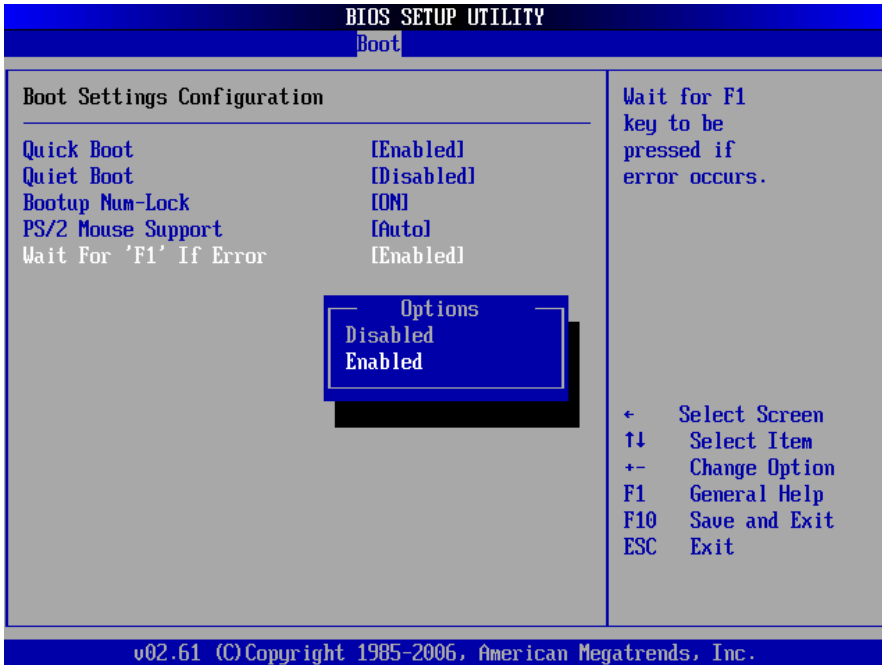 BIOS SETUP UTILITY
Boot
Boot Settings Configuration
Quick Boot [Enabled]
Quiet Boot [Disabled]
Bootup Num-Lock [ON]
PS/2 Mouse Support [Auto]
Wait For 'F1' If Error [Enabled]
Options
Disabled
Enabled
Wait for F1
key to be
pressed if
error occurs.
← Select Screen
↑↓ Select Item
+- Change Option
F1 General Help
F10 Save and Exit
ESC Exit
v02.61 (C)Copyright 1985-2006, American Megatrends, Inc.